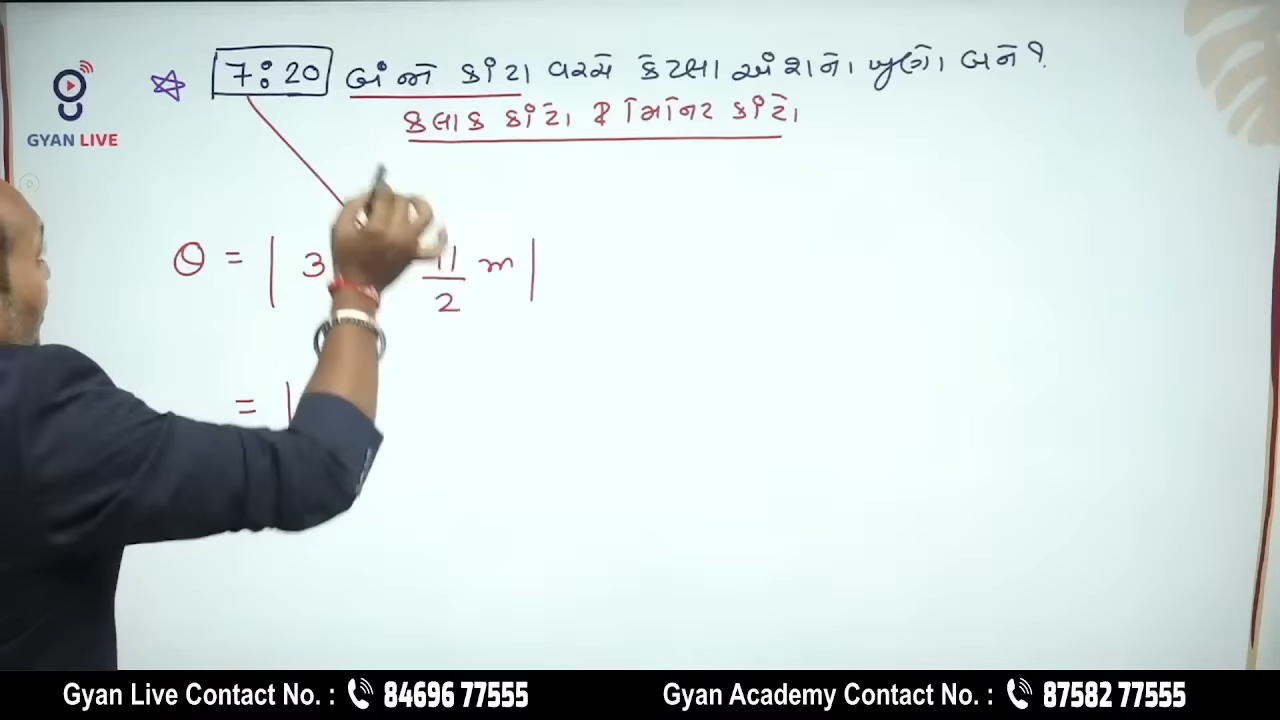 7:20 બંન્ને કાંટા વચ્ચે કેટલા અંશનો ખુણો બને ?
કલાક કાંટો ને મિનિટ કાંટો
GYAN LIVE
θ = | 3 11/2 m |
= |
Gyan Live Contact No. : 84696 77555 Gyan Academy Contact No. : 87582 77555